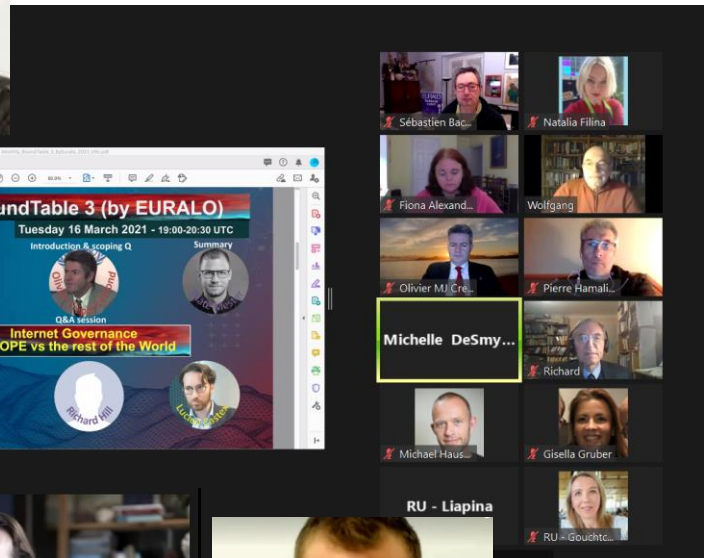 Sébastien Bac...
Natalia Filina
Fiona Alexand...
Wolfgang
undTable 3 (by EURALO)
Tuesday 16 March 2021 - 19:00-20:30 UTC
Introduction & scoping Q
Summary
Olivier MJ Cre...
Pierre Hamali...
Q&A session
Internet Governance
OPE vs the rest of the World
Michelle DeSmy...
Richard
Richard Hill
Michael Haus...
Gisella Gruber
RU - Liapina
RU - Gouchtc...